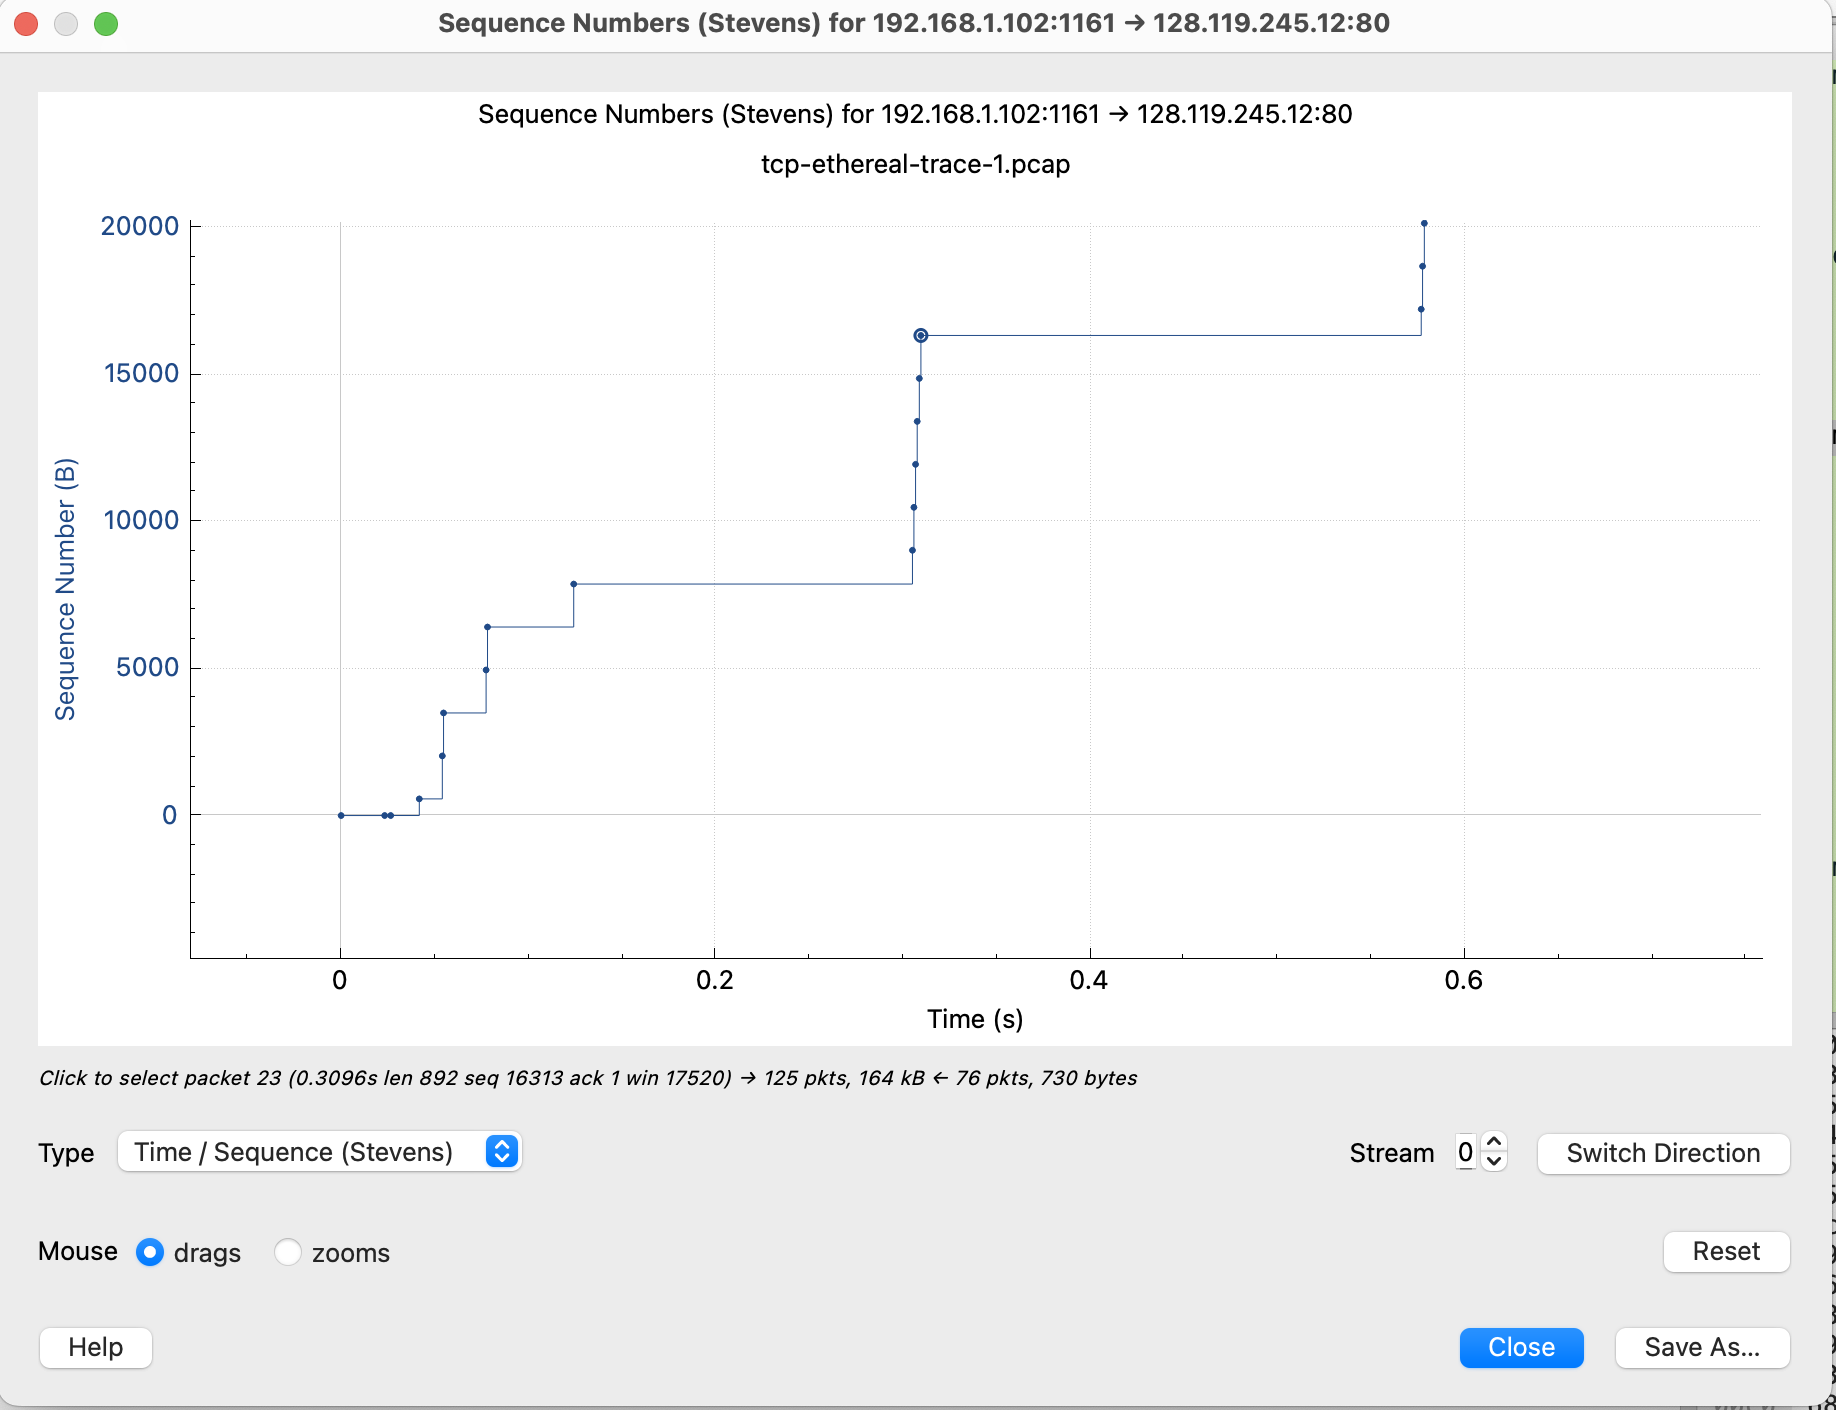 Sequence Numbers (Stevens) for 192.168.1.102:1161 → 128.119.245.12:80
Sequence Numbers (Stevens) for 192.168.1.102:1161 → 128.119.245.12:80
tcp-ethereal-trace-1.pcap
20000
15000
10000
5000
0
Sequence Number (B)
0 0.2 0.4 0.6
Time (s)
Click to select packet 23 (0.3096s len 892 seq 16313 ack 1 win 17520) → 125 pkts, 164 kB ← 76 pkts, 730 bytes
Type Time / Sequence (Stevens) Stream 0 Switch Direction
Mouse drags zooms Reset
Help Close Save As...